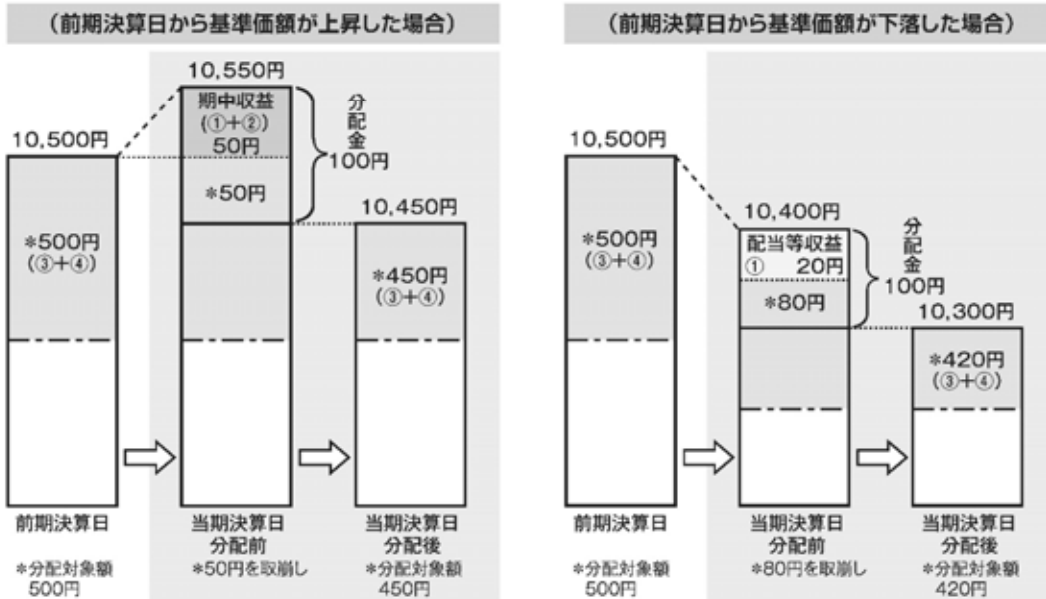 （前期決算日から基準価額が上昇した場合）
10,550円
期中収益
(①+②)
50円
分配金
100円
10,500円
*50円
10,450円
*500円
(③+④)
*450円
(③+④)
前期決算日
当期決算日
分配前
当期決算日
分配後
*分配対象額
500円
*50円を取崩し
*分配対象額
450円
（前期決算日から基準価額が下落した場合）
10,500円
10,400円
配当等収益
① 20円
分配金
100円
*500円
(③+④)
*80円
10,300円
*420円
(③+④)
前期決算日
当期決算日
分配前
当期決算日
分配後
*分配対象額
500円
*80円を取崩し
*分配対象額
420円